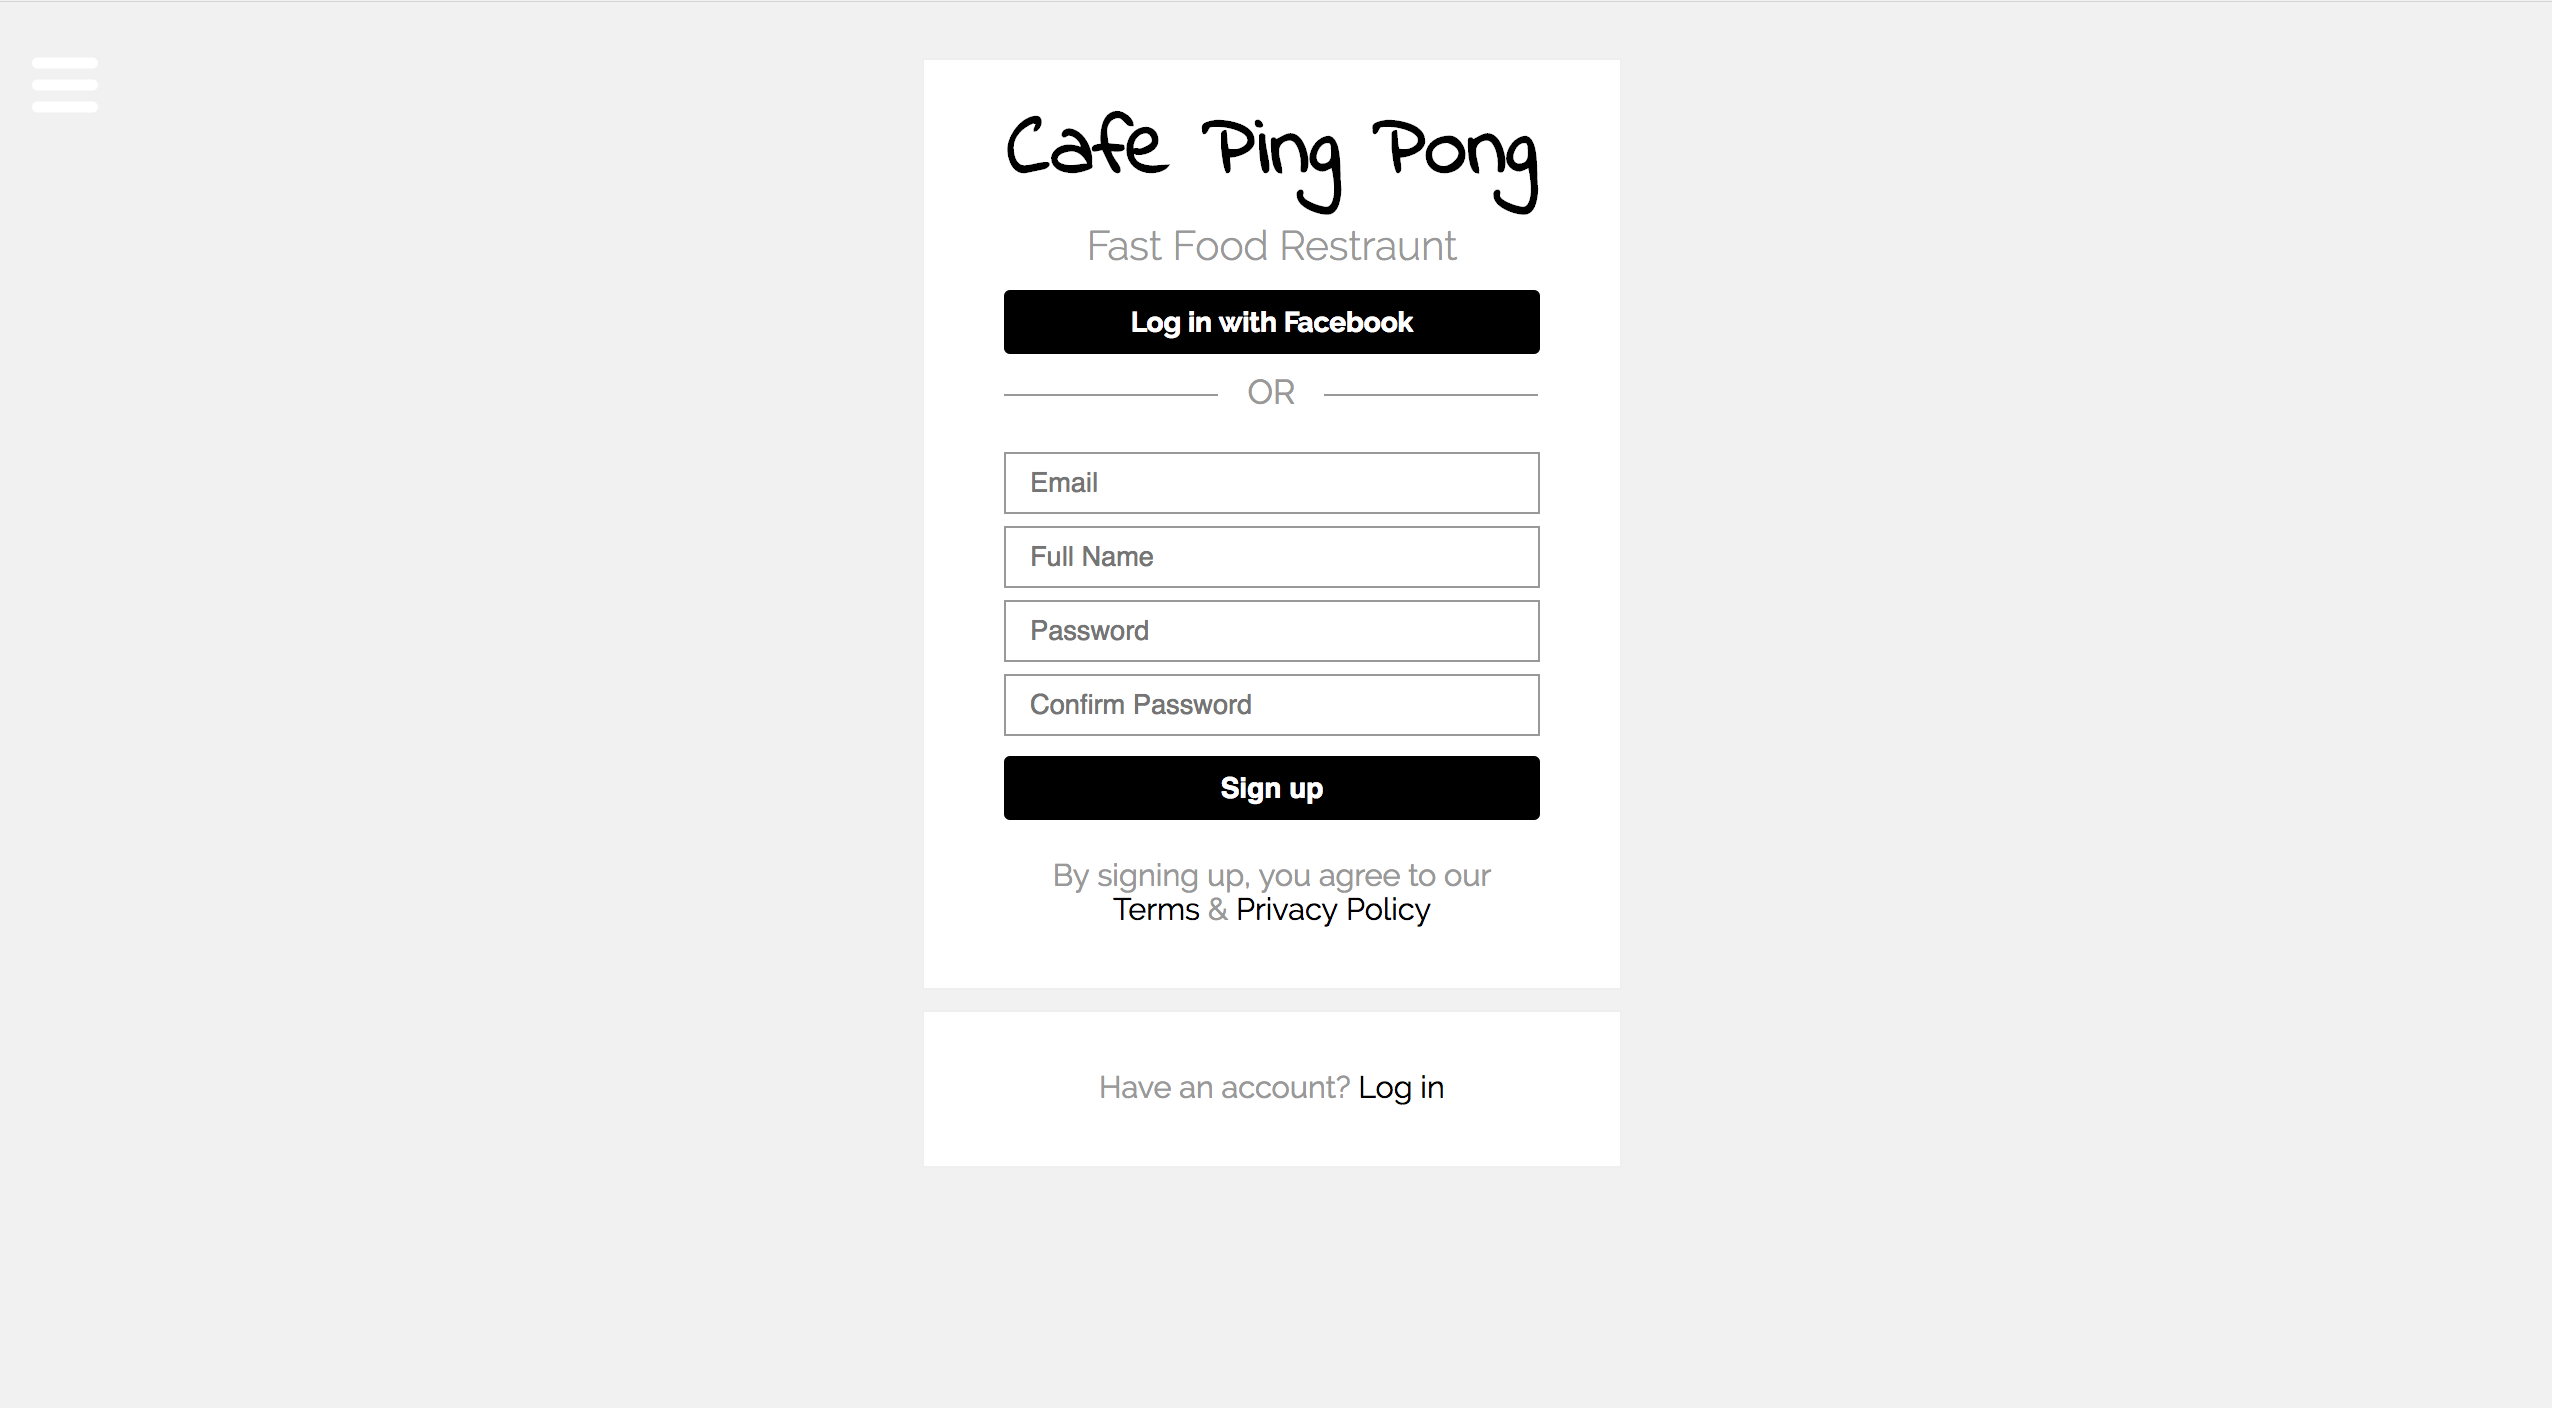 Cafe Ping Pong
Fast Food Restraunt
Log in with Facebook
OR
Email
Full Name
Password
Confirm Password
Sign up
By signing up, you agree to our
Terms & Privacy Policy
Have an account? Log in